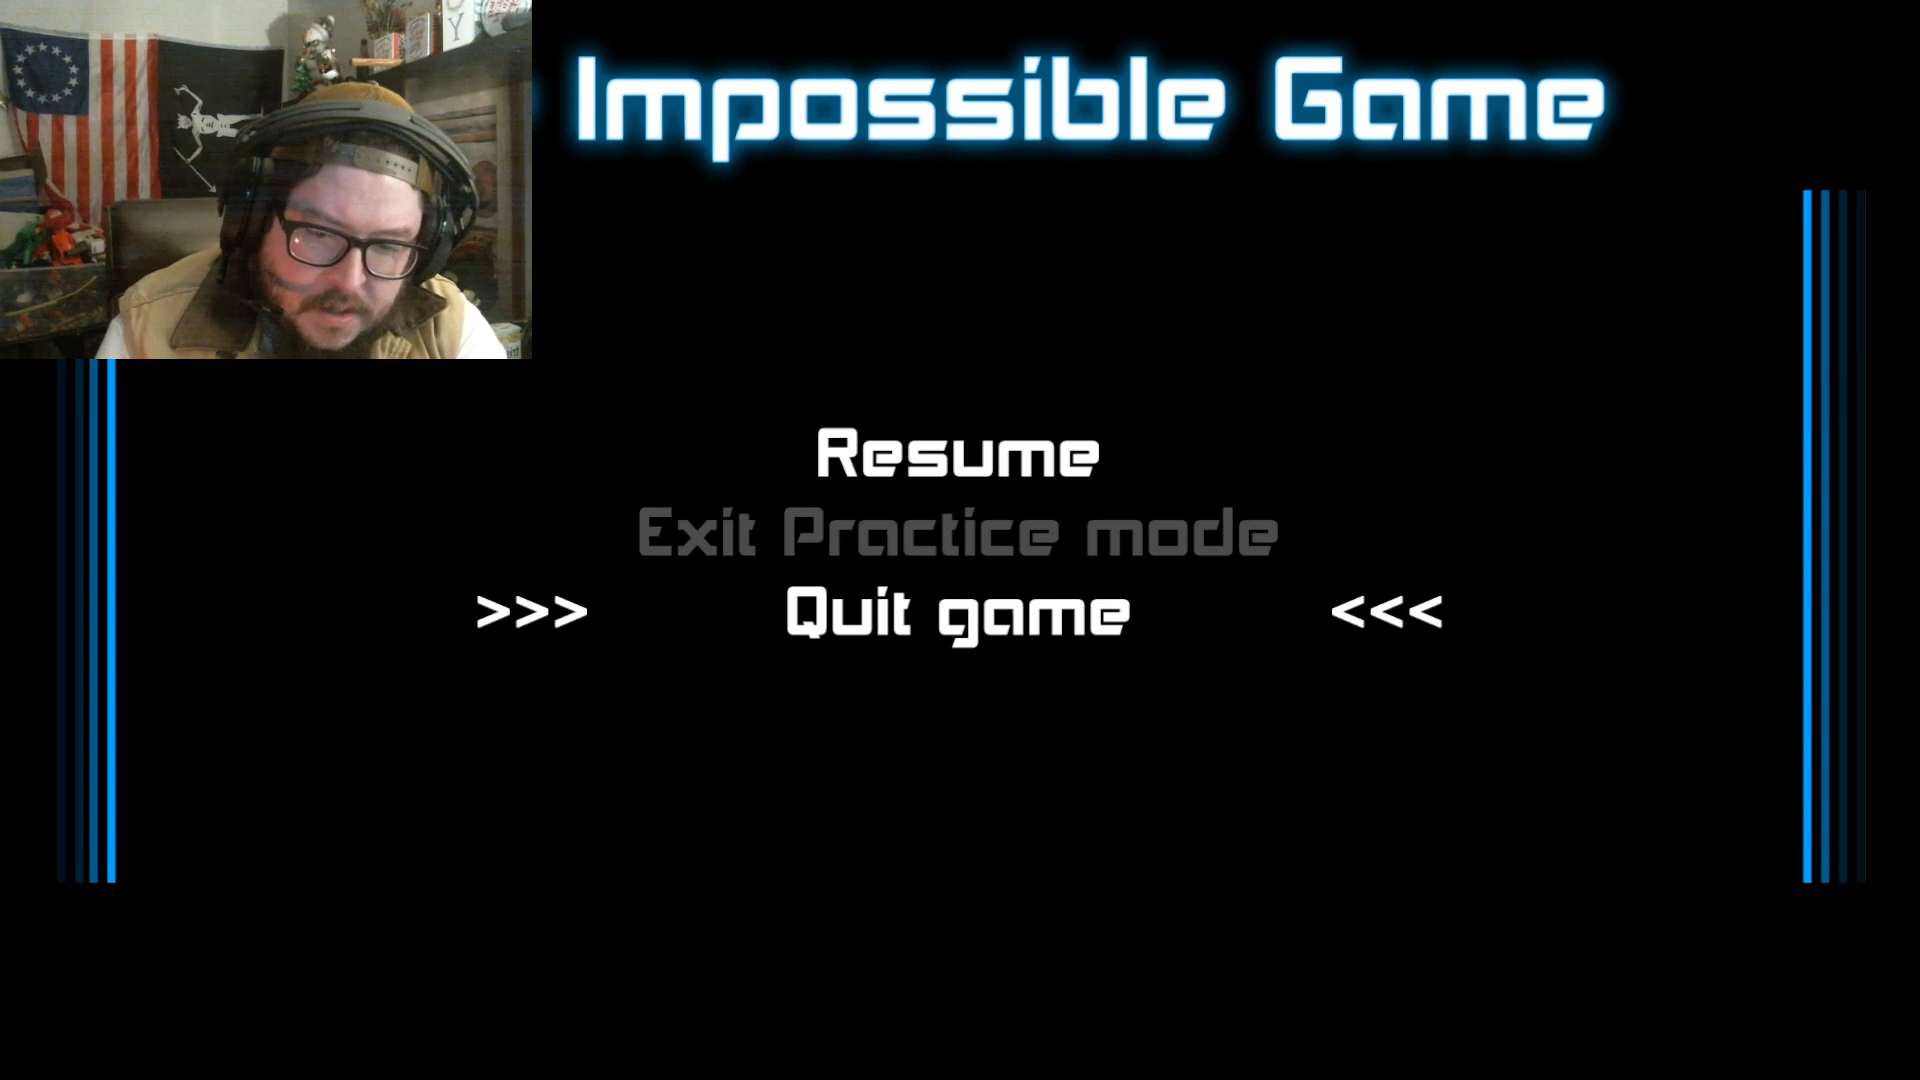 Impossible Game
Resume
Exit Practice mode
>>> Quit game <<<